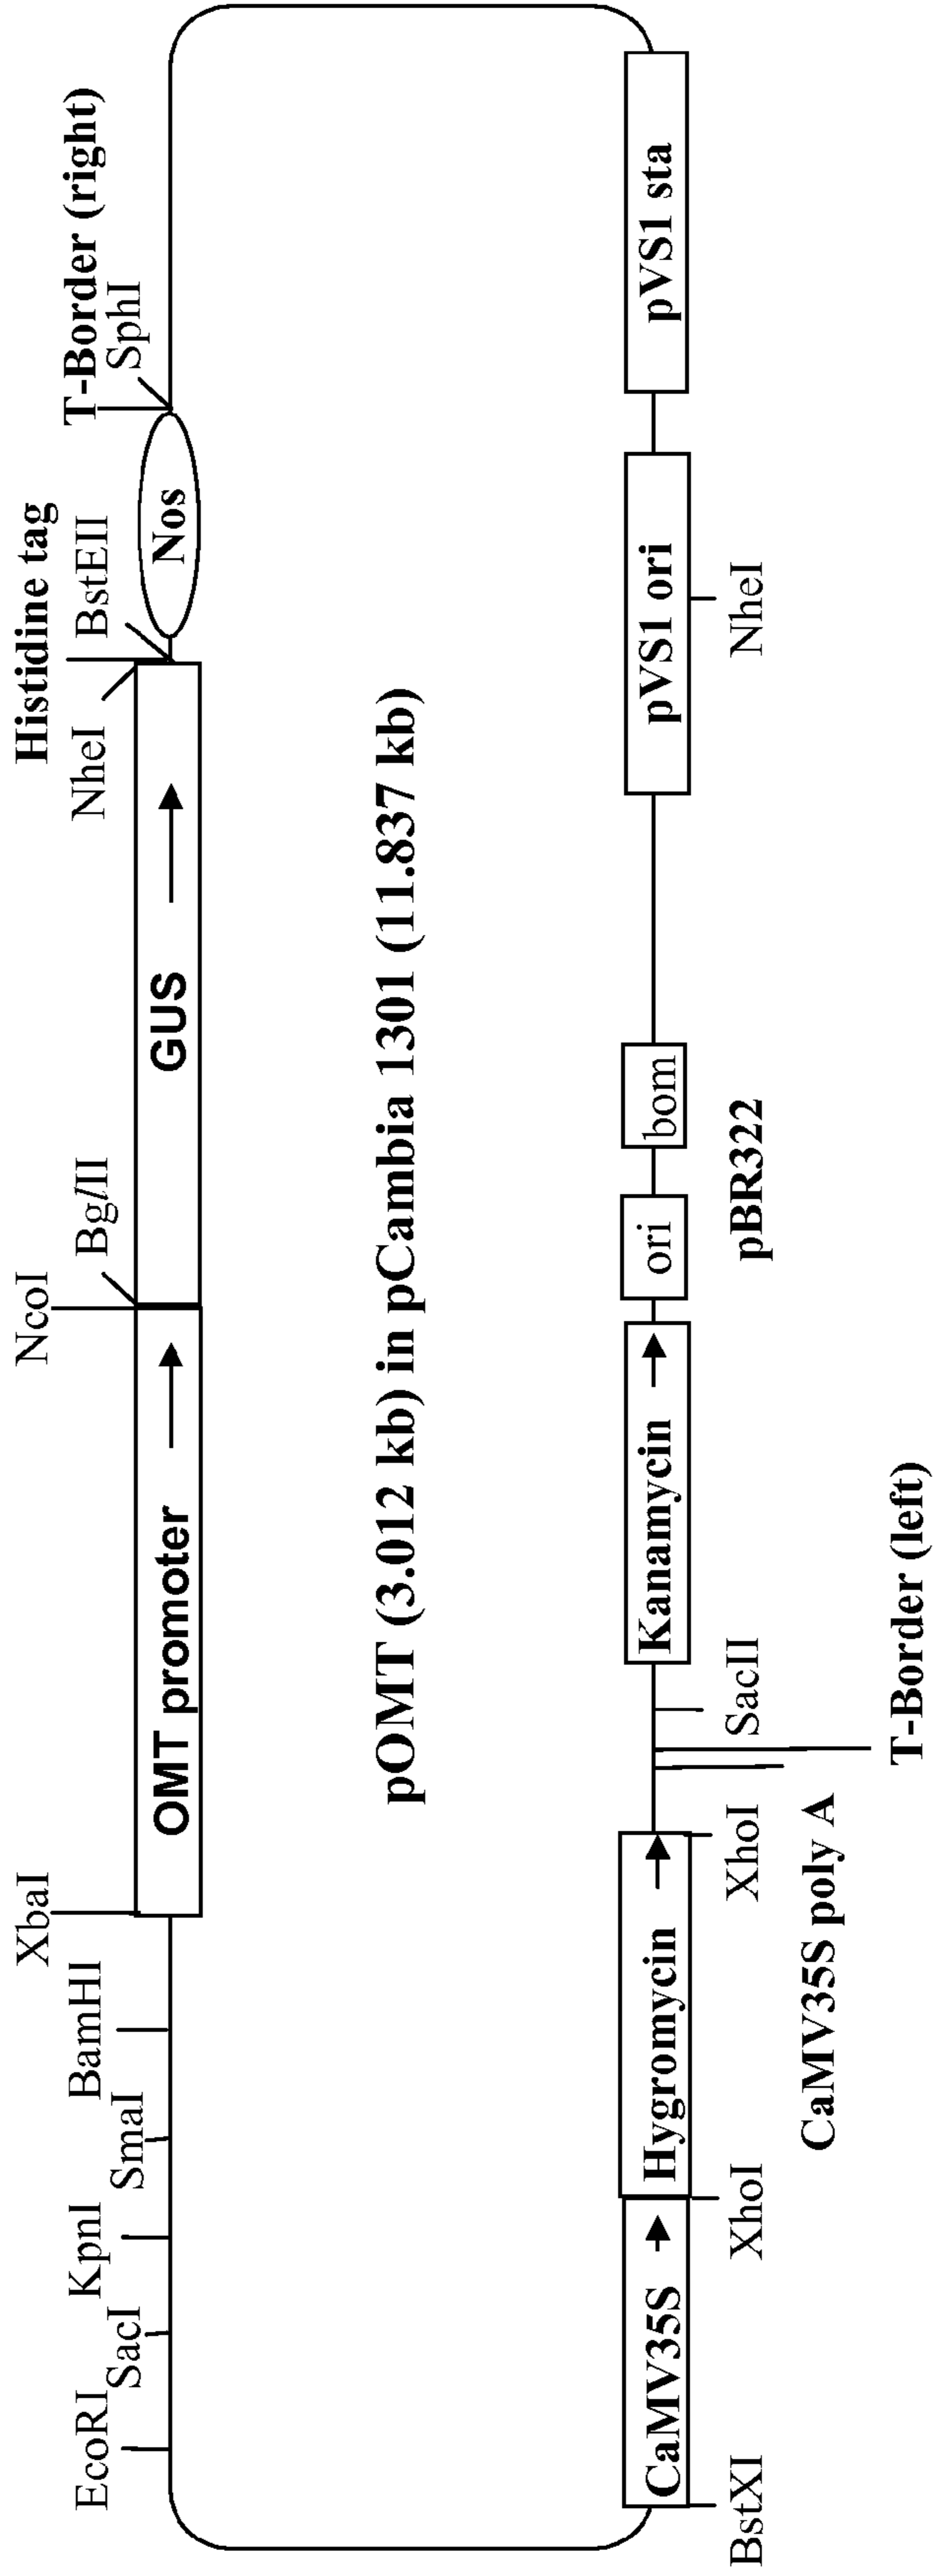 Histidine tag
T-Border (right)
NcoI
XbaI
BglII
NheI
BstEII
SphI
EcoRI
SacI
KpnI
SmaI
BamHI
OMT promoter
GUS
Nos
pOMT (3.012 kb) in pCambia 1301 (11.837 kb)
CaMV35S
Hygromycin
Kanamycin
ori
bom
pVS1 ori
pVS1 sta
BstXI
XhoI
XhoI
SacII
pBR322
NheI
CaMV35S poly A
T-Border (left)